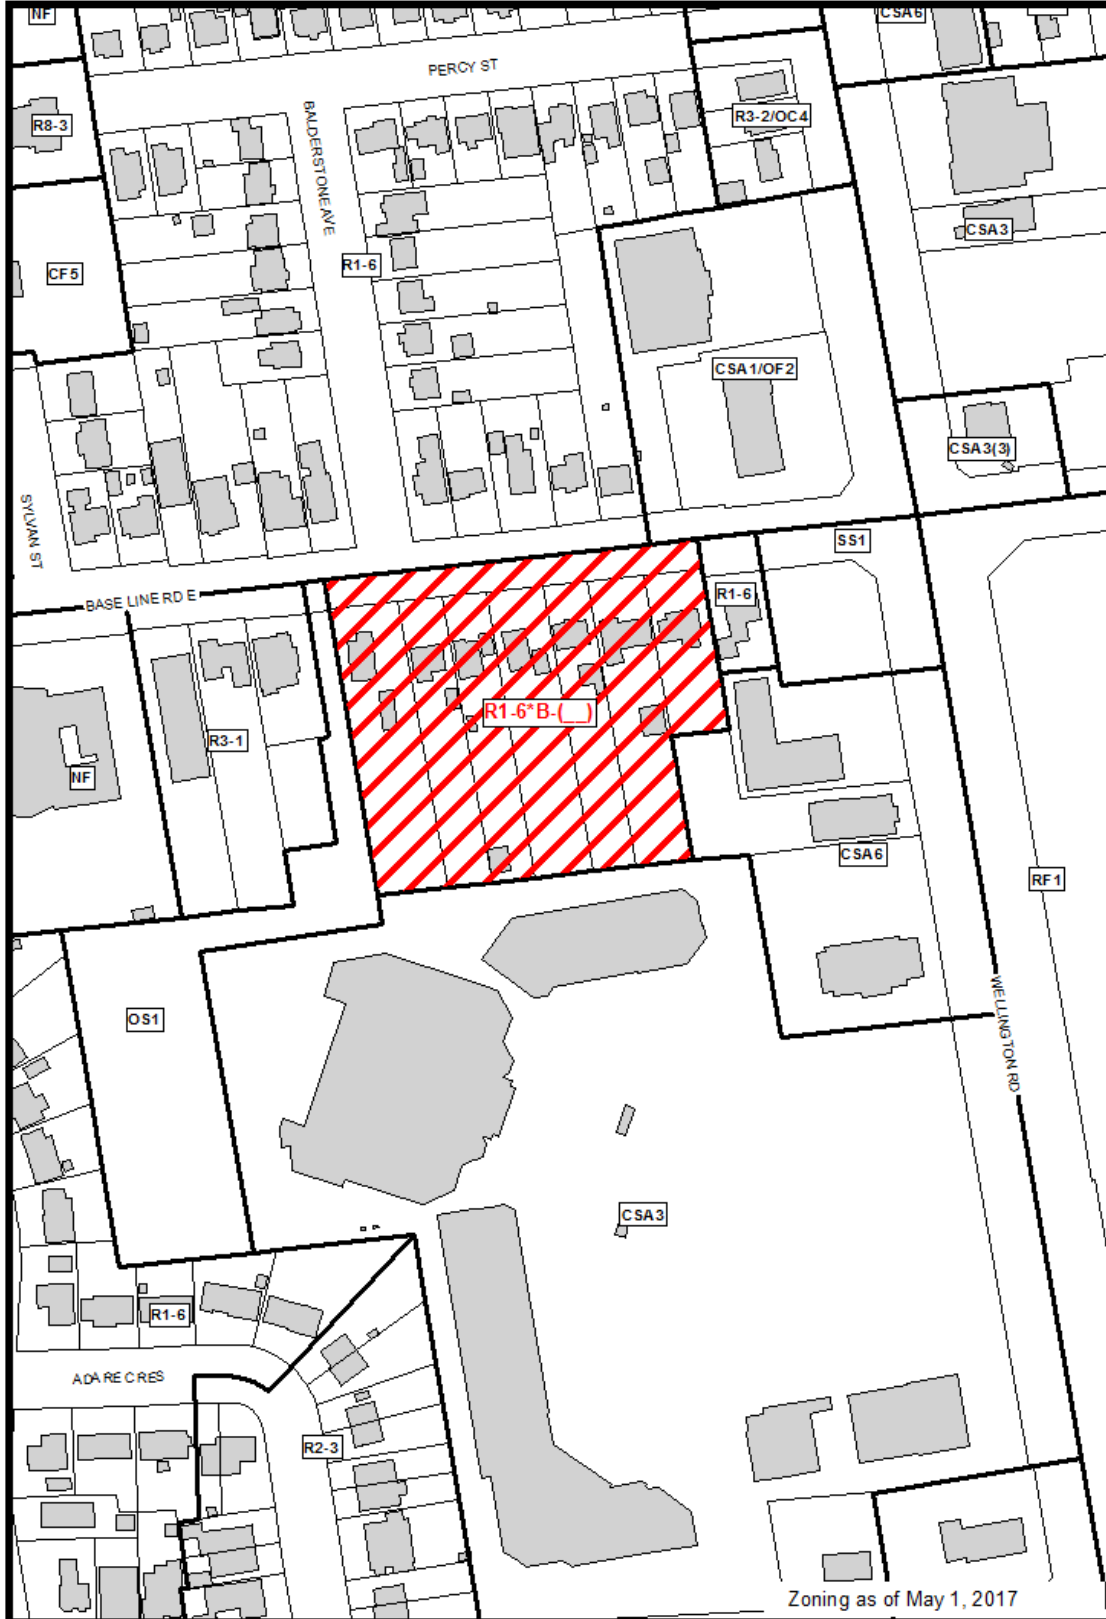 NF
CSA6
PERCY ST
R8-3
BALDERSTONE AVE
R3-2/OC4
CSA3
R1-6
CF5
CSA1/OF2
CSA3(3)
SYLVAN ST
SS1
BASE LINE RD E
R1-6
R1-6*B-(__)
R3-1
NF
CSA6
RF1
OS1
WELLINGTON RD
CSA3
R1-6
ADARE CRES
R2-3
Zoning as of May 1, 2017